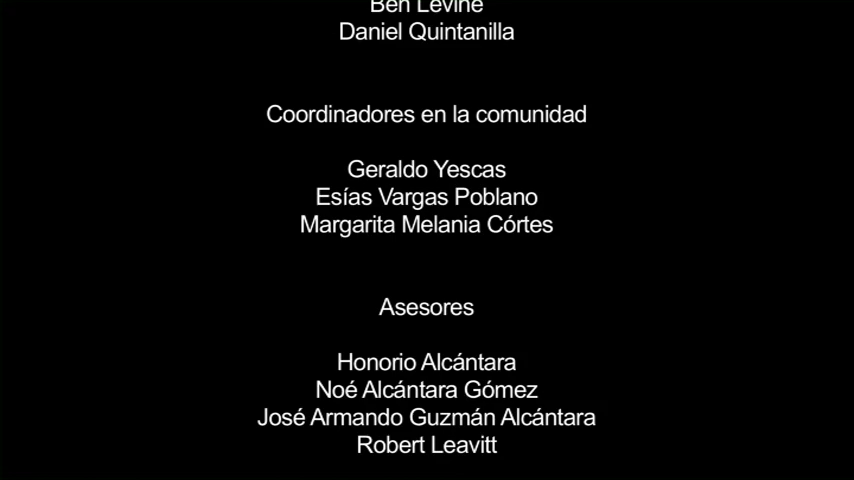 Ben Levine
Daniel Quintanilla
Coordinadores en la comunidad
Geraldo Yescas
Esías Vargas Poblano
Margarita Melania Córtes
Asesores
Honorio Alcántara
Noé Alcántara Gómez
José Armando Guzmán Alcántara
Robert Leavitt